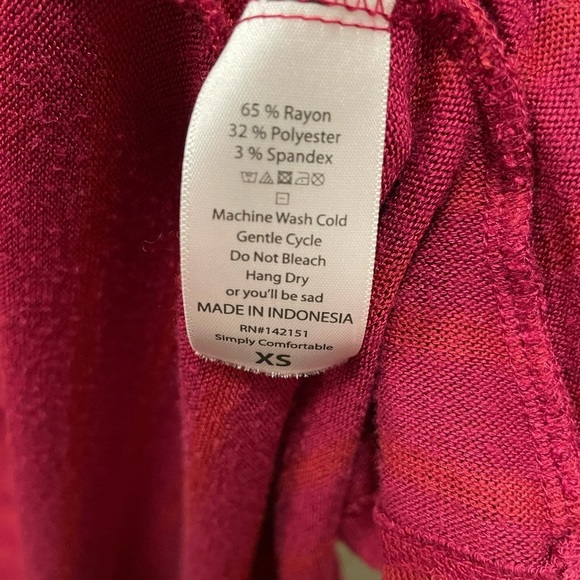 65 % Rayon
32 % Polyester
3 % Spandex
Machine Wash Cold
Gentle Cycle
Do Not Bleach
Hang Dry
or you'll be sad
MADE IN INDONESIA
RN#142151
Simply Comfortable
XS